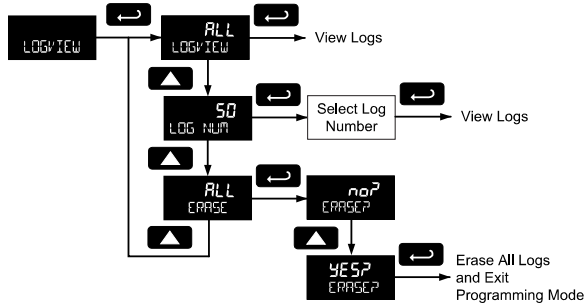 LOGVIEW
ALL
LOGVIEW
View Logs
50
LOG NUM
Select Log
Number
View Logs
ALL
ERASE
no?
ERASE?
YES?
ERASE?
Erase All Logs
and Exit
Programming Mode